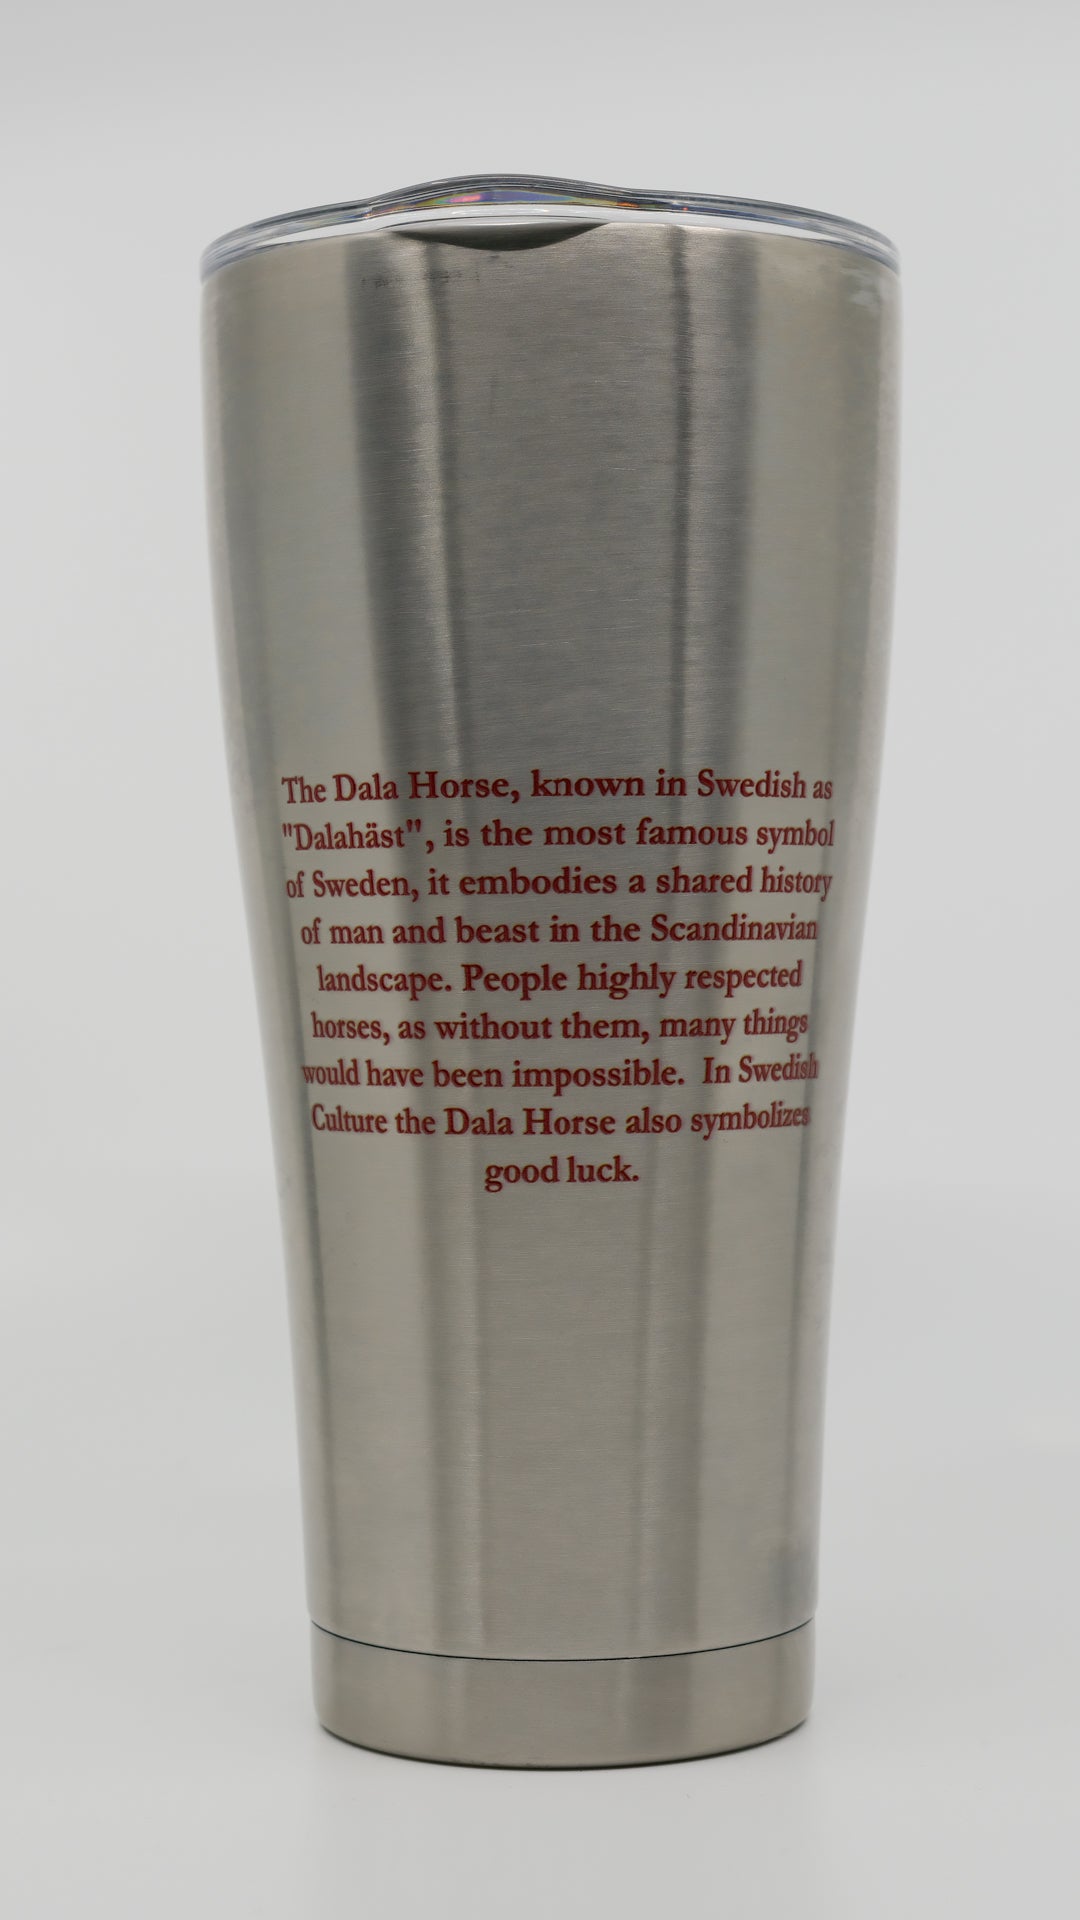 The Dala Horse, known in Swedish as
"Dalahäst", is the most famous symbol
of Sweden, it embodies a shared history
of man and beast in the Scandinavian
landscape. People highly respected
horses, as without them, many things
would have been impossible.  In Swedish
Culture the Dala Horse also symbolizes
good luck.